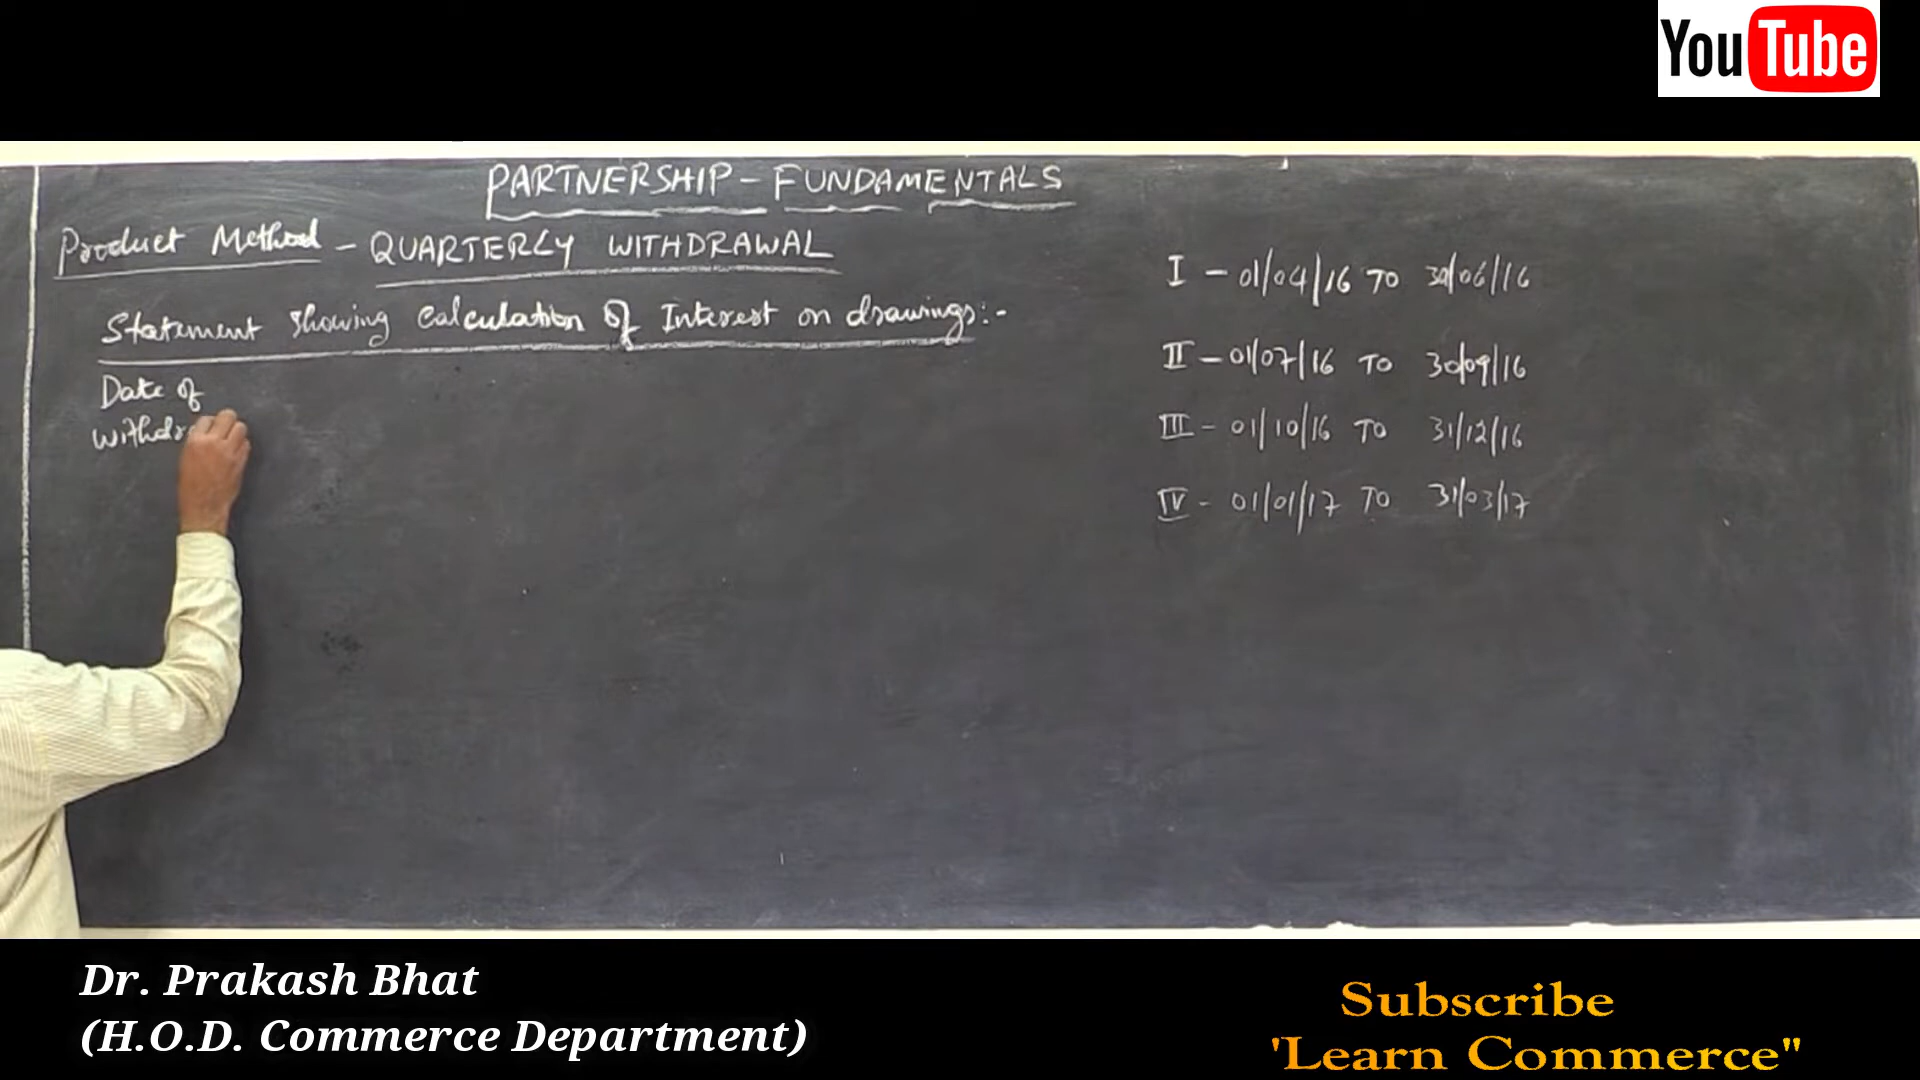 YouTube
PARTNERSHIP - FUNDAMENTALS
Product Method - QUARTERLY WITHDRAWAL
Statement showing calculation of Interest on drawings:-
Date of
withdr
I - 01/04/16 TO 30/06/16
II - 01/07/16 TO 30/09/16
III - 01/10/16 TO 31/12/16
IV - 01/01/17 TO 31/03/17
Dr. Prakash Bhat
(H.O.D. Commerce Department)
Subscribe
'Learn Commerce"